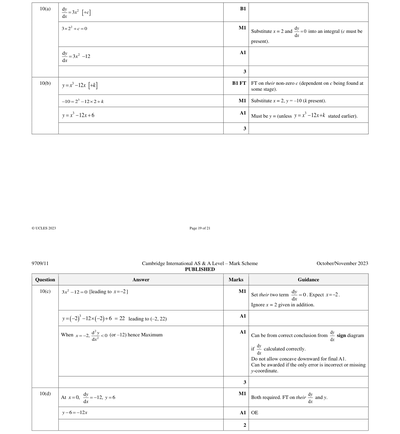 10(a)
dy/dx = 3x² [+c]
B1
3×2² + c = 0
M1
Substitute x = 2 and dy/dx = 0 into an integral (c must be
present).
dy/dx = 3x² −12
A1
3
10(b)
y = x³ −12x [+k]
B1 FT
FT on their non-zero c (dependent on c being found at
some stage).
−10 = 2³ −12×2 + k
M1
Substitute x = 2, y = −10 (k present).
y = x³ −12x + 6
A1
Must be y = (unless y = x³ −12x + k stated earlier).
3
© UCLES 2023
Page 19 of 21
9709/11
Cambridge International AS & A Level – Mark Scheme
PUBLISHED
October/November 2023
Question
Answer
Marks
Guidance
10(c)
3x² −12 = 0 [leading to x = −2]
M1
Set their two term dy/dx = 0. Expect x = −2.
Ignore x = 2 given in addition.
y = (−2)³ −12×(−2) + 6 = 22 leading to (−2, 22)
A1
When x = −2, d²y/dx² < 0 (or −12) hence Maximum
A1
Can be from correct conclusion from dy/dx sign diagram
if dy/dx calculated correctly.
Do not allow concave downward for final A1.
Can be awarded if the only error is incorrect or missing
y-coordinate.
3
10(d)
At x = 0, dy/dx = −12, y = 6
M1
Both required. FT on their dy/dx and y.
y − 6 = −12x
A1
OE
2